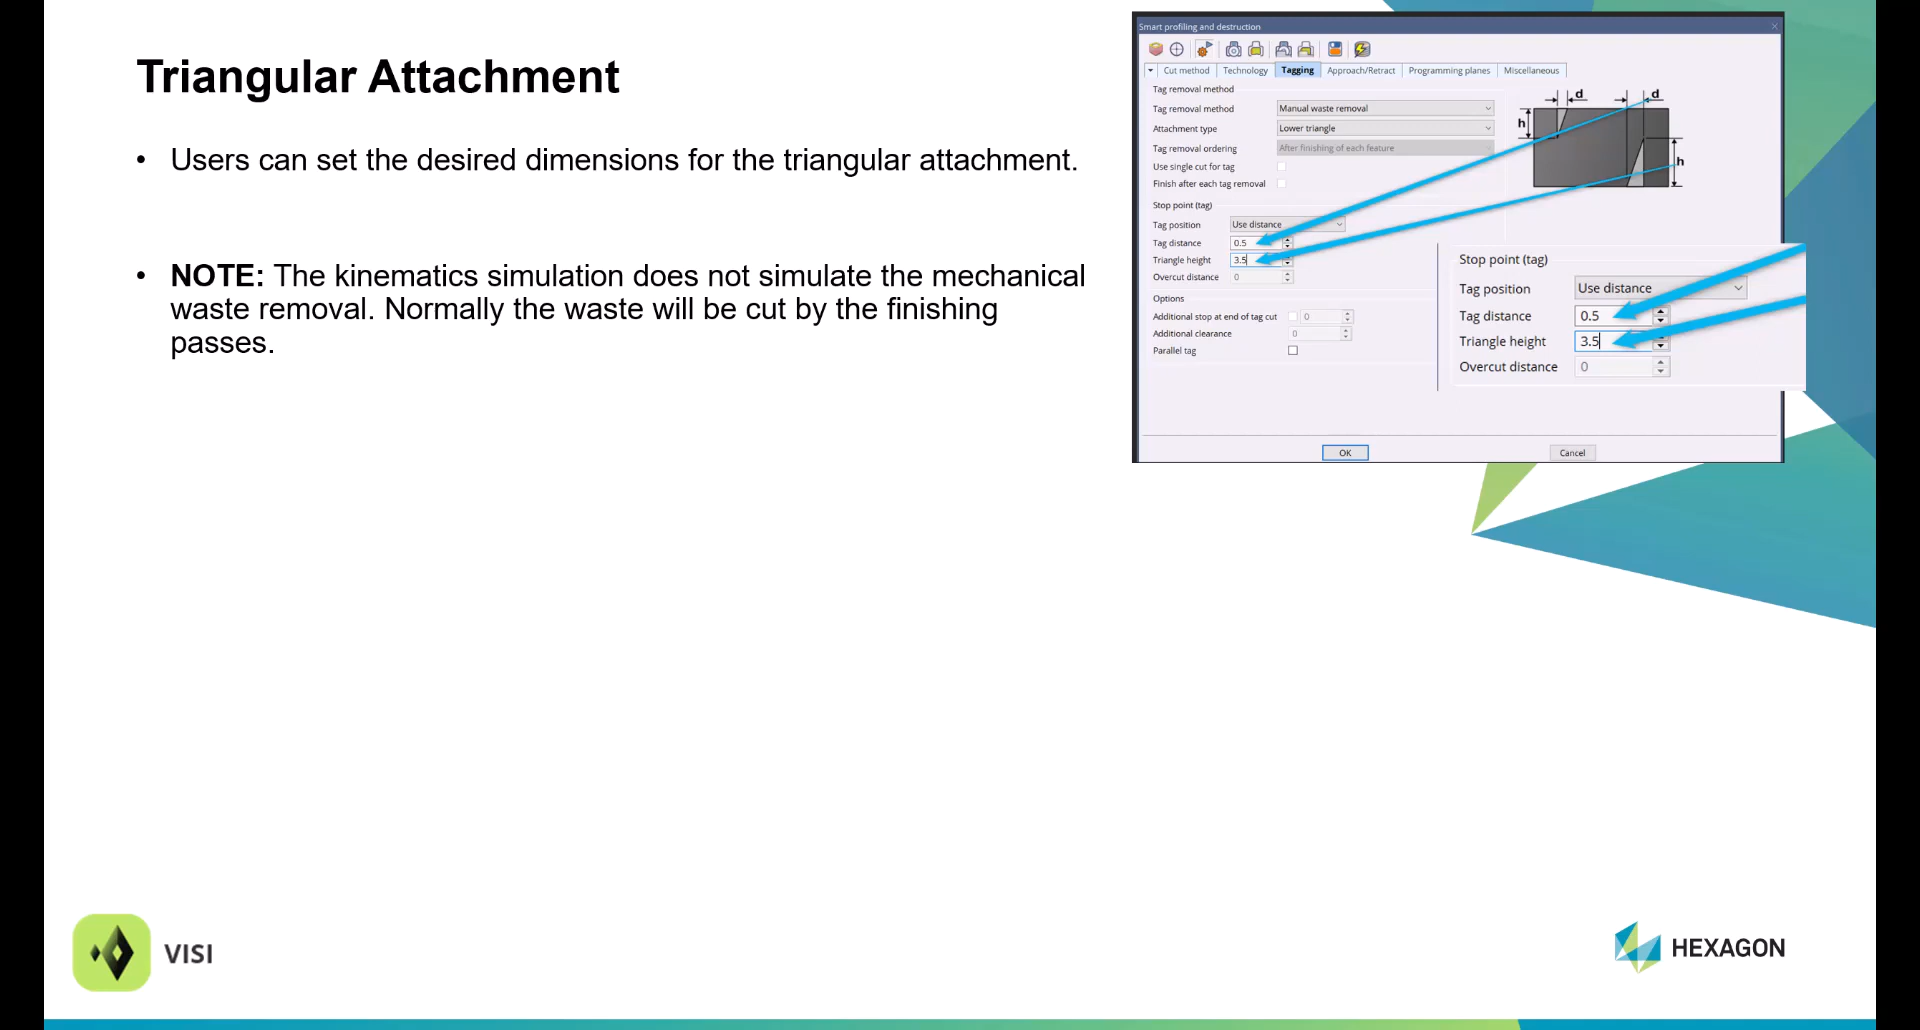 Triangular Attachment
• Users can set the desired dimensions for the triangular attachment.
• NOTE: The kinematics simulation does not simulate the mechanical
waste removal. Normally the waste will be cut by the finishing
passes.
Smart profiling and destruction
Cut method Technology Tagging Approach/Retract Programming planes Miscellaneous
Tag removal method
Tag removal method Manual waste removal
Attachment type Lower triangle
Tag removal ordering After finishing of each feature
Use single cut for tag
Finish after each tag removal
Stop point (tag)
Tag position Use distance
Tag distance 0.5
Triangle height 3.5
Overcut distance 0
Options
Additional stop at end of tag cut 0
Additional clearance 0
Parallel tag
d d
h
h
Stop point (tag)
Tag position Use distance
Tag distance 0.5
Triangle height 3.5
Overcut distance 0
OK Cancel
VISI
HEXAGON